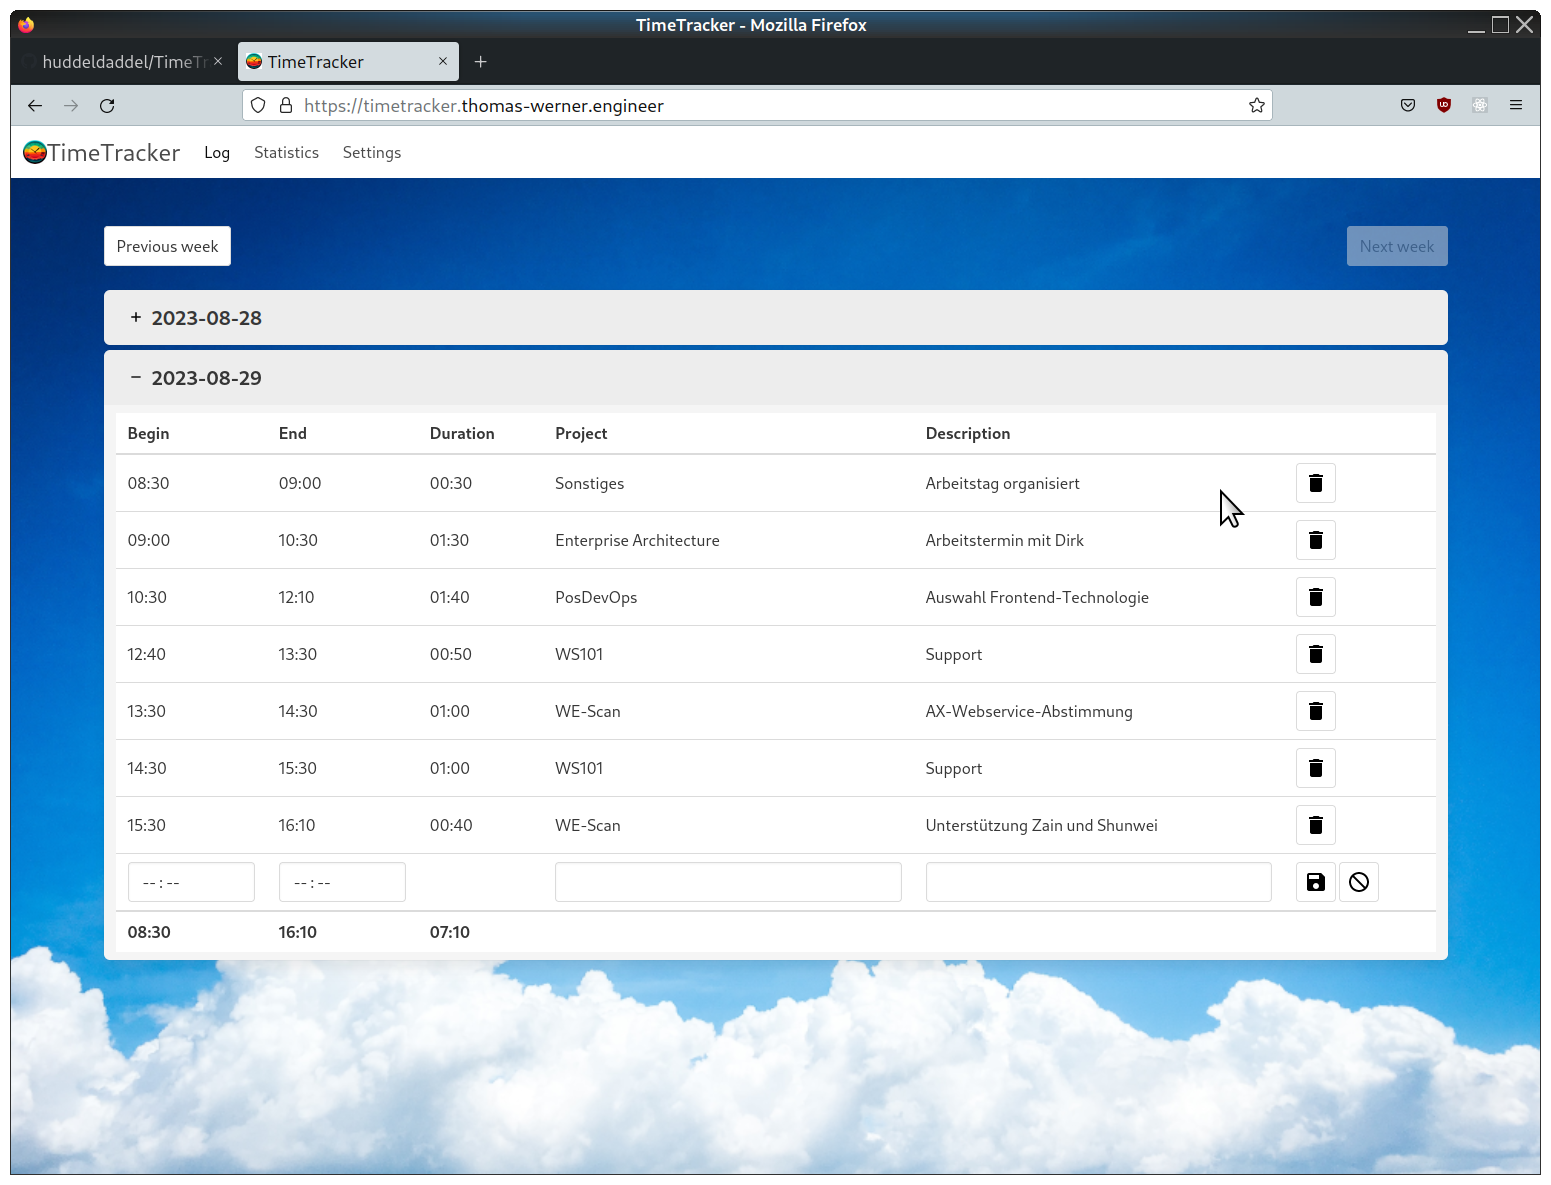 TimeTracker - Mozilla Firefox
huddeldaddel/TimeTr
TimeTracker
https://timetracker.thomas-werner.engineer
TimeTracker Log Statistics Settings
Previous week Next week
+ 2023-08-28
− 2023-08-29
Begin End Duration Project Description
08:30 09:00 00:30 Sonstiges Arbeitstag organisiert
09:00 10:30 01:30 Enterprise Architecture Arbeitstermin mit Dirk
10:30 12:10 01:40 PosDevOps Auswahl Frontend-Technologie
12:40 13:30 00:50 WS101 Support
13:30 14:30 01:00 WE-Scan AX-Webservice-Abstimmung
14:30 15:30 01:00 WS101 Support
15:30 16:10 00:40 WE-Scan Unterstützung Zain und Shunwei
--:-- --:--
08:30 16:10 07:10